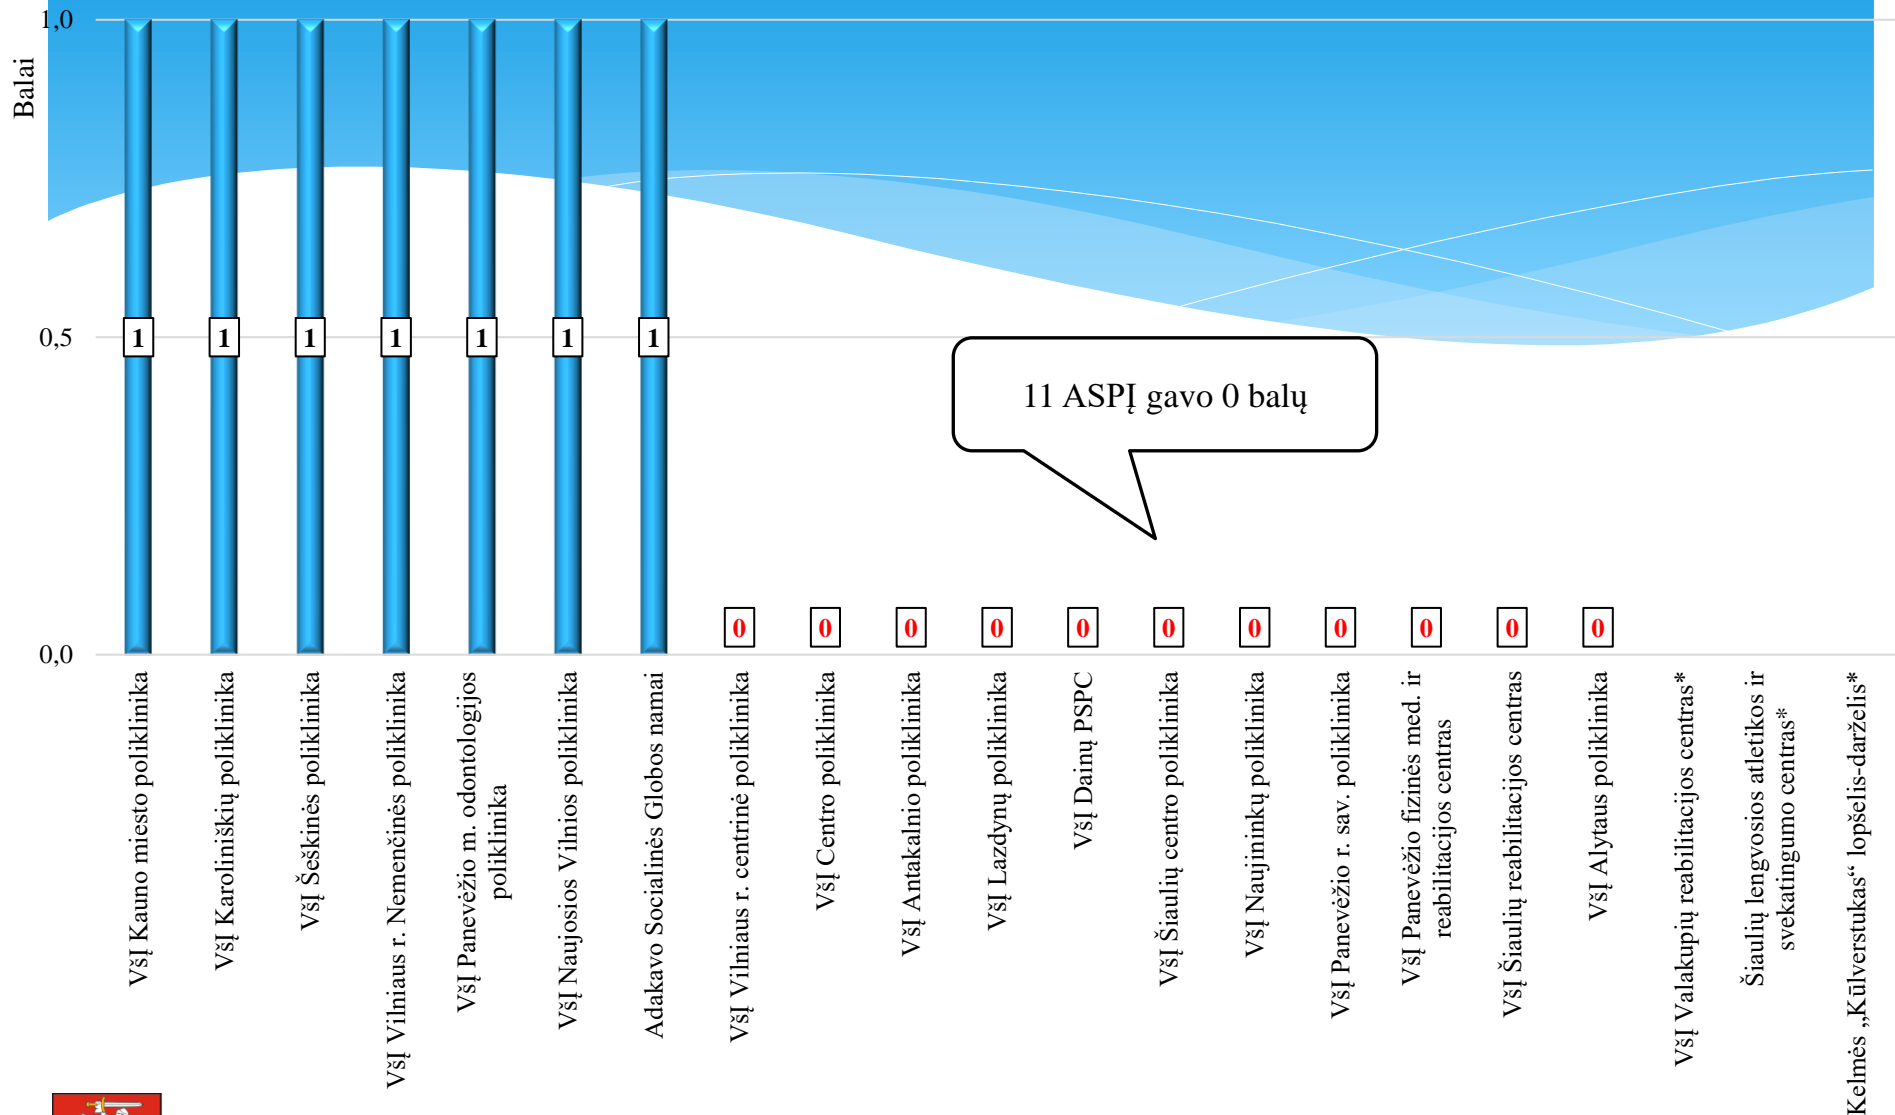 1,0
Balai
0,5
0,0
1
1
1
1
1
1
1
11 ASPĮ gavo 0 balų
0
0
0
0
0
0
0
0
0
0
0
VšĮ Kauno miesto poliklinika
VšĮ Karoliniškių poliklinika
VšĮ Šeškinės poliklinika
VšĮ Vilniaus r. Nemenčinės poliklinika
VšĮ Panevėžio m. odontologijos
poliklinika
VšĮ Naujosios Vilnios poliklinika
Adakavo Socialinės Globos namai
VšĮ Vilniaus r. centrinė poliklinika
VšĮ Centro poliklinika
VšĮ Antakalnio poliklinika
VšĮ Lazdynų poliklinika
VšĮ Dainų PSPC
VšĮ Šiaulių centro poliklinika
VšĮ Naujininkų poliklinika
VšĮ Panevėžio r. sav. poliklinika
VšĮ Panevėžio fizinės med. ir
reabilitacijos centras
VšĮ Šiaulių reabilitacijos centras
VšĮ Alytaus poliklinika
VšĮ Valakupių reabilitacijos centras*
Šiaulių lengvosios atletikos ir
svekatingumo centras*
Kelmės „Kūlverstukas“ lopšelis-darželis*